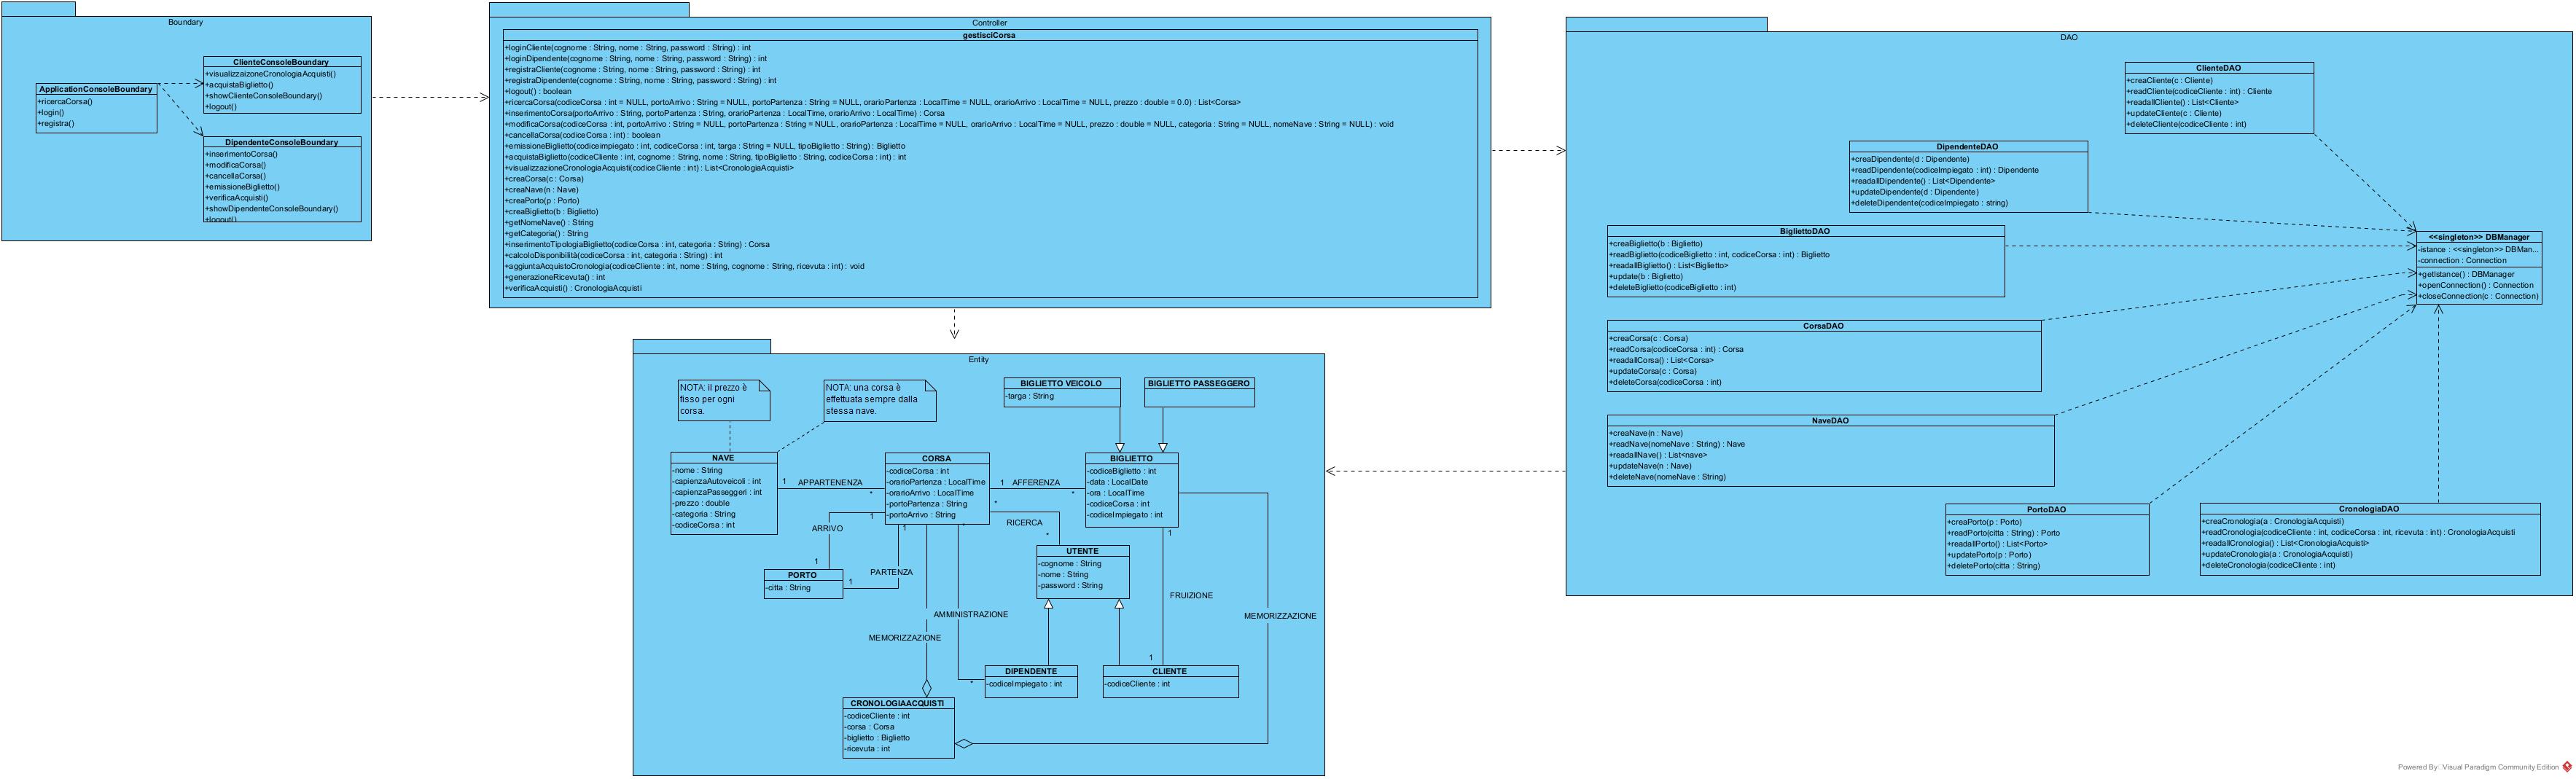 Boundary
ApplicationConsoleBoundary
+ricercaCorsa()
+login()
+registra()
ClienteConsoleBoundary
+visualizzaizoneCronologiaAcquisti()
+acquistaBiglietto()
+showClienteConsoleBoundary()
+logout()
DipendenteConsoleBoundary
+inserimentoCorsa()
+modificaCorsa()
+cancellaCorsa()
+emissioneBiglietto()
+verificaAcquisti()
+showDipendenteConsoleBoundary()
+logout()
Controller
gestisciCorsa
+loginCliente(cognome : String, nome : String, password : String) : int
+loginDipendente(cognome : String, nome : String, password : String) : int
+registraCliente(cognome : String, nome : String, password : String) : int
+registraDipendente(cognome : String, nome : String, password : String) : int
+logout() : boolean
+ricercaCorsa(codiceCorsa : int = NULL, portoArrivo : String = NULL, portoPartenza : String = NULL, orarioPartenza : LocalTime = NULL, orarioArrivo : LocalTime = NULL, prezzo : double = 0.0) : List<Corsa>
+inserimentoCorsa(portoArrivo : String, portoPartenza : String, orarioPartenza : LocalTime, orarioArrivo : LocalTime) : Corsa
+modificaCorsa(codiceCorsa : int, portoArrivo : String = NULL, portoPartenza : String = NULL, orarioPartenza : LocalTime = NULL, orarioArrivo : LocalTime = NULL, prezzo : double = NULL, categoria : String = NULL, nomeNave : String = NULL) : void
+cancellaCorsa(codiceCorsa : int) : boolean
+emissioneBiglietto(codiceimpiegato : int, codiceCorsa : int, targa : String = NULL, tipoBiglietto : String) : Biglietto
+acquistaBiglietto(codiceCliente : int, cognome : String, nome : String, tipoBiglietto : String, codiceCorsa : int) : int
+visualizzazioneCronologiaAcquisti(codiceCliente : int) : List<CronologiaAcquisti>
+creaCorsa(c : Corsa)
+creaNave(n : Nave)
+creaPorto(p : Porto)
+creaBiglietto(b : Biglietto)
+getNomeNave() : String
+getCategoria() : String
+inserimentoTipologiaBiglietto(codiceCorsa : int, categoria : String) : Corsa
+calcoloDisponibilità(codiceCorsa : int, categoria : String) : int
+aggiuntaAcquistoCronologia(codiceCliente : int, nome : String, cognome : String, ricevuta : int) : void
+generazioneRicevuta() : int
+verificaAcquisti() : CronologiaAcquisti
DAO
ClienteDAO
+creaCliente(c : Cliente)
+readCliente(codiceCliente : int) : Cliente
+readallCliente() : List<Cliente>
+updateCliente(c : Cliente)
+deleteCliente(codiceCliente : int)
DipendenteDAO
+creaDipendente(d : Dipendente)
+readDipendente(codiceImpiegato : int) : Dipendente
+readallDipendente() : List<Dipendente>
+updateDipendente(d : Dipendente)
+deleteDipendente(codiceImpiegato : string)
BigliettoDAO
+creaBiglietto(b : Biglietto)
+readBiglietto(codiceBiglietto : int, codiceCorsa : int) : Biglietto
+readallBiglietto() : List<Biglietto>
+update(b : Biglietto)
+deleteBiglietto(codiceBiglietto : int)
<<singleton>> DBManager
-istance : <<singleton>> DBMan...
-connection : Connection
+getIstance() : DBManager
+openConnection() : Connection
+closeConnection(c : Connection)
CorsaDAO
+creaCorsa(c : Corsa)
+readCorsa(codiceCorsa : int) : Corsa
+readallCorsa() : List<Corsa>
+updateCorsa(c : Corsa)
+deleteCorsa(codiceCorsa : int)
NaveDAO
+creaNave(n : Nave)
+readNave(nomeNave : String) : Nave
+readallNave() : List<nave>
+updateNave(n : Nave)
+deleteNave(nomeNave : String)
PortoDAO
+creaPorto(p : Porto)
+readPorto(citta : String) : Porto
+readallPorto() : List<Porto>
+updatePorto(p : Porto)
+deletePorto(citta : String)
CronologiaDAO
+creaCronologia(a : CronologiaAcquisti)
+readCronologia(codiceCliente : int, codiceCorsa : int, ricevuta : int) : CronologiaAcquisti
+readallCronologia() : List<CronologiaAcquisti>
+updateCronologia(a : CronologiaAcquisti)
+deleteCronologia(codiceCliente : int)
Entity
NOTA: il prezzo è
fisso per ogni
corsa.
NOTA: una corsa è
effettuata sempre dalla
stessa nave.
BIGLIETTO VEICOLO
-targa : String
BIGLIETTO PASSEGGERO
NAVE
-nome : String
-capienzaAutoveicoli : int
-capienzaPasseggeri : int
-prezzo : double
-categoria : String
-codiceCorsa : int
1 APPARTENENZA *
CORSA
-codiceCorsa : int
-orarioPartenza : LocalTime
-orarioArrivo : LocalTime
-portoPartenza : String
-portoArrivo : String
1 AFFERENZA *
BIGLIETTO
-codiceBiglietto : int
-data : LocalDate
-ora : LocalTime
-codiceCorsa : int
-codiceImpiegato : int
*
RICERCA
*
1
ARRIVO
1
1
PARTENZA
1
PORTO
-citta : String
UTENTE
-cognome : String
-nome : String
-password : String
1
FRUIZIONE
1
*
AMMINISTRAZIONE
*
MEMORIZZAZIONE
MEMORIZZAZIONE
DIPENDENTE
-codiceImpiegato : int
CLIENTE
-codiceCliente : int
CRONOLOGIAACQUISTI
-codiceCliente : int
-corsa : Corsa
-biglietto : Biglietto
-ricevuta : int
Powered By Visual Paradigm Community Edition